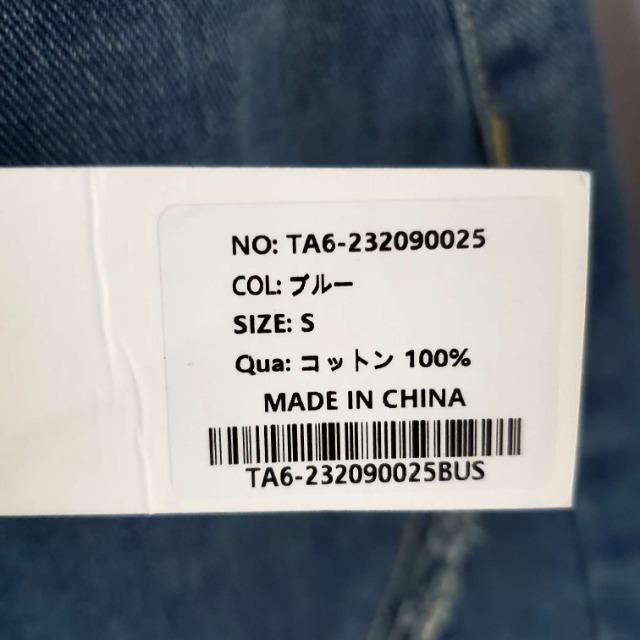 NO: TA6-232090025
COL: ブルー
SIZE: S
Qua: コットン 100%
MADE IN CHINA
TA6-232090025BUS